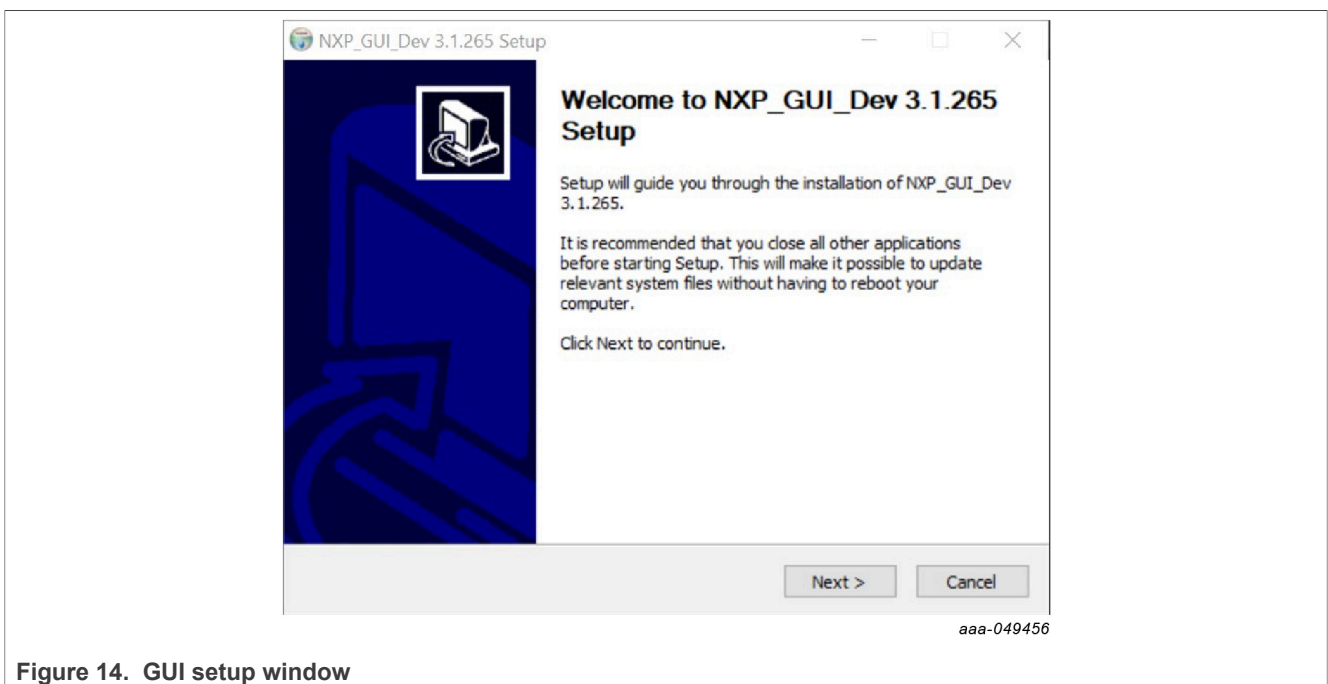 NXP_GUI_Dev 3.1.265 Setup
Welcome to NXP_GUI_Dev 3.1.265
Setup
Setup will guide you through the installation of NXP_GUI_Dev
3.1.265.
It is recommended that you close all other applications
before starting Setup. This will make it possible to update
relevant system files without having to reboot your
computer.
Click Next to continue.
Next >
Cancel
aaa-049456
Figure 14. GUI setup window